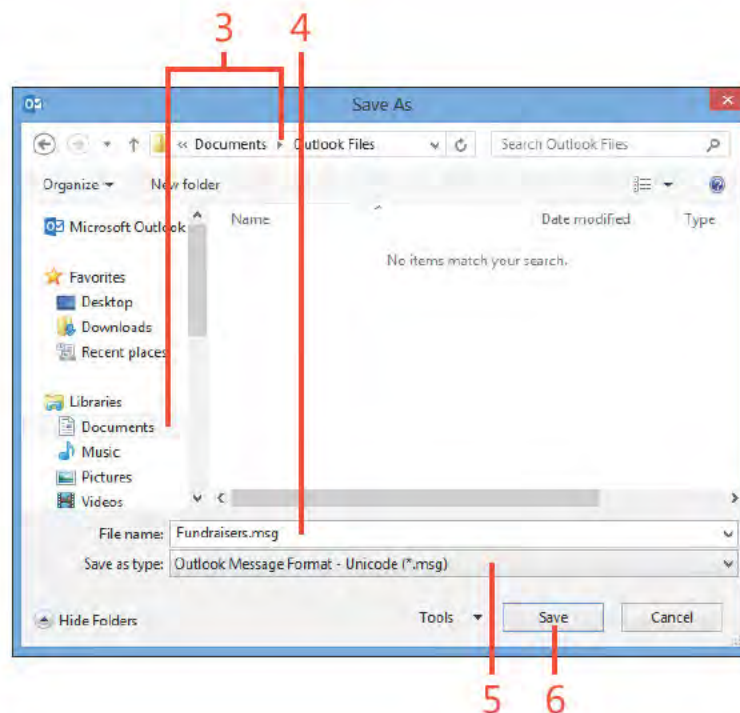 3 4
Save As
« Documents ▸ Outlook Files
Search Outlook Files
Organize New folder
Microsoft Outlook
Name Date modified Type
No items match your search.
Favorites
Desktop
Downloads
Recent places
Libraries
Documents
Music
Pictures
Videos
File name: Fundraisers.msg
Save as type: Outlook Message Format - Unicode (*.msg)
Hide Folders
Tools Save Cancel
5 6